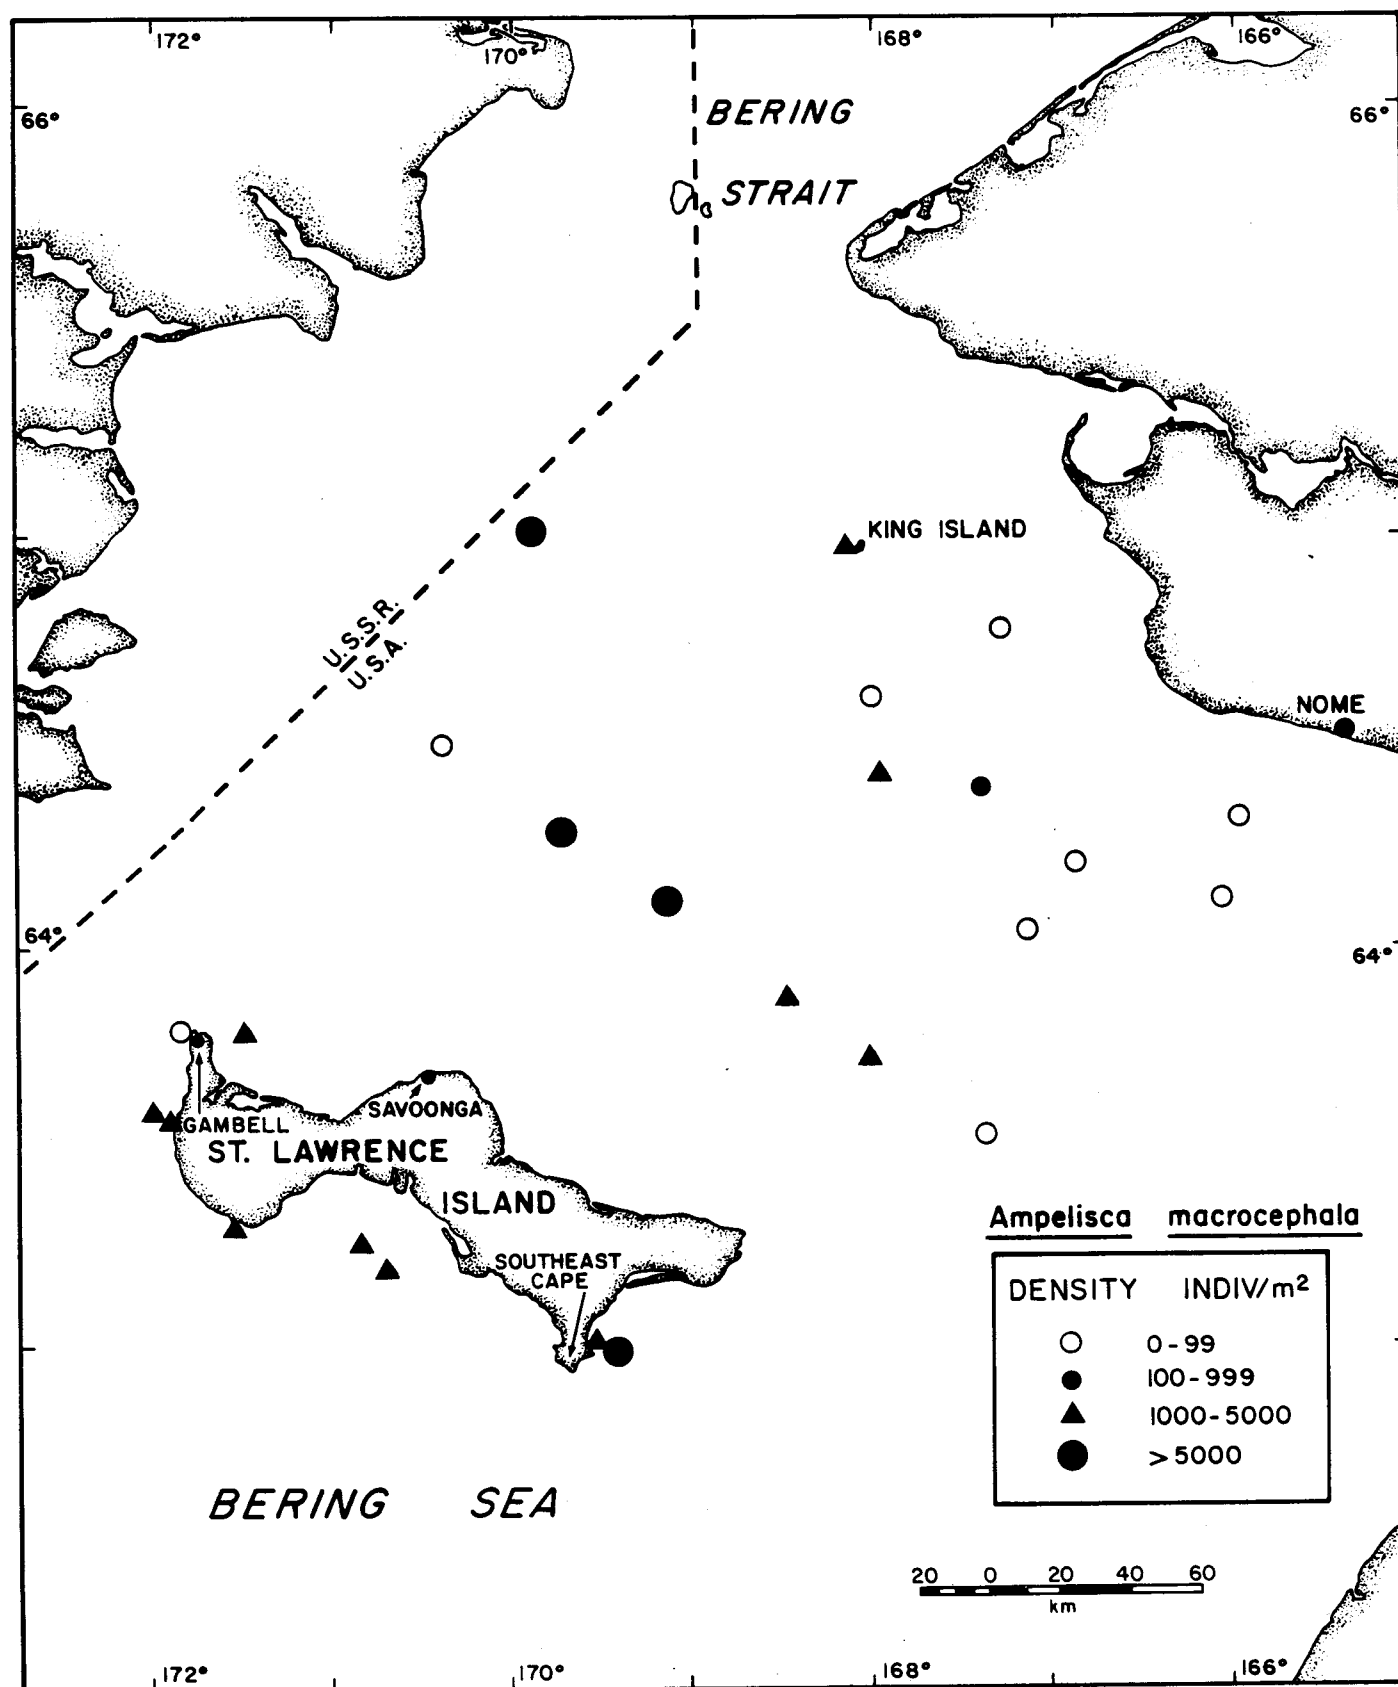 172°
170°
168°
166°
66°
66°
BERING
STRAIT
KING ISLAND
U.S.S.R.
U.S.A.
NOME
64°
64°
GAMBELL
SAVOONGA
ST. LAWRENCE
ISLAND
SOUTHEAST
CAPE
Ampelisca macrocephala
DENSITY INDIV/m²
0-99
100-999
1000-5000
>5000
BERING SEA
20 0 20 40 60
km
172°
170°
168°
166°